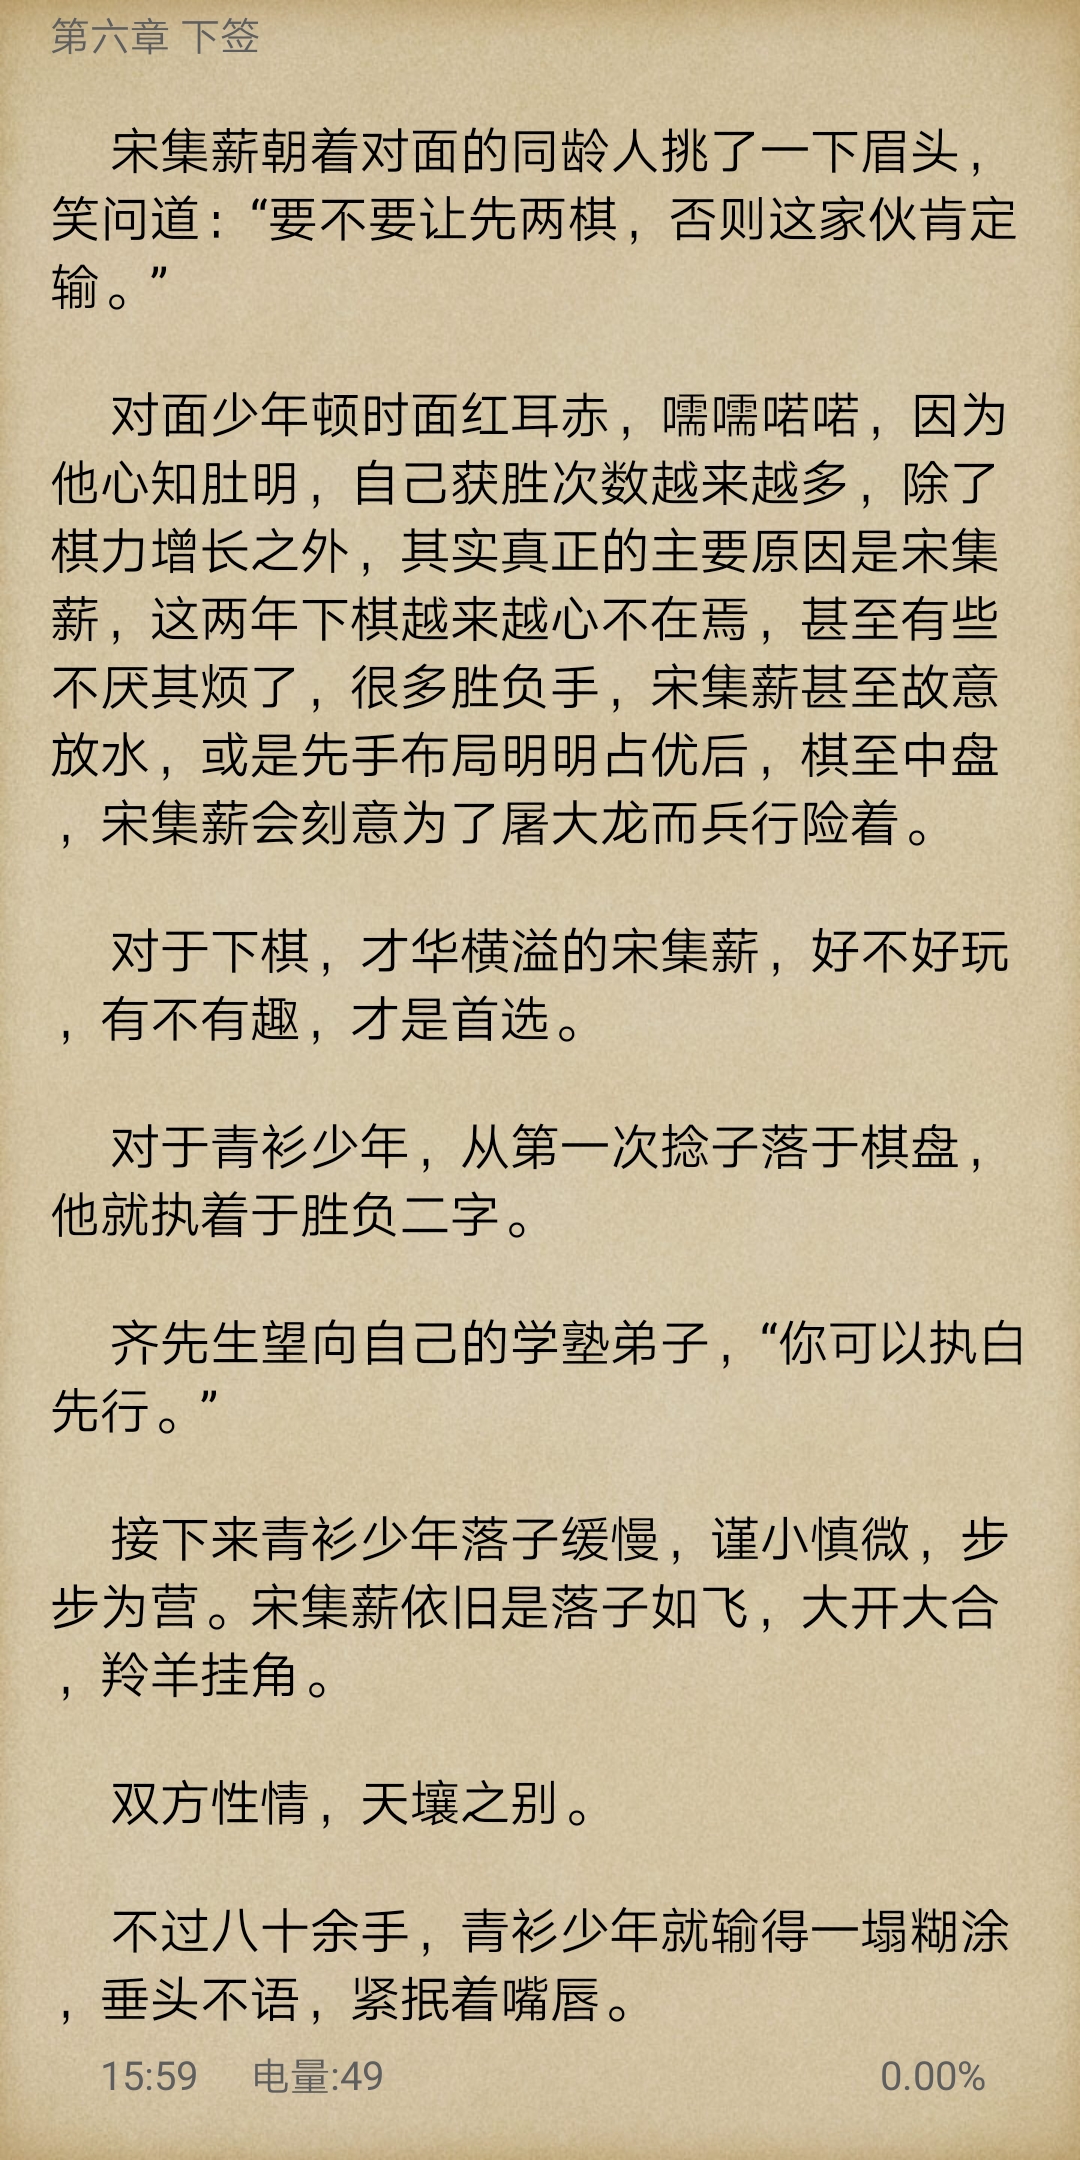 第六章 下签
宋集薪朝着对面的同龄人挑了一下眉头，
笑问道：“要不要让先两棋，否则这家伙肯定
输。”
对面少年顿时面红耳赤，嚅嚅喏喏，因为
他心知肚明，自己获胜次数越来越多，除了
棋力增长之外，其实真正的主要原因是宋集
薪，这两年下棋越来越心不在焉，甚至有些
不厌其烦了，很多胜负手，宋集薪甚至故意
放水，或是先手布局明明占优后，棋至中盘
，宋集薪会刻意为了屠大龙而兵行险着。
对于下棋，才华横溢的宋集薪，好不好玩
，有不有趣，才是首选。
对于青衫少年，从第一次捻子落于棋盘，
他就执着于胜负二字。
齐先生望向自己的学塾弟子，“你可以执白
先行。”
接下来青衫少年落子缓慢，谨小慎微，步
步为营。宋集薪依旧是落子如飞，大开大合
，羚羊挂角。
双方性情，天壤之别。
不过八十余手，青衫少年就输得一塌糊涂
，垂头不语，紧抿着嘴唇。
15:59 电量:49 0.00%